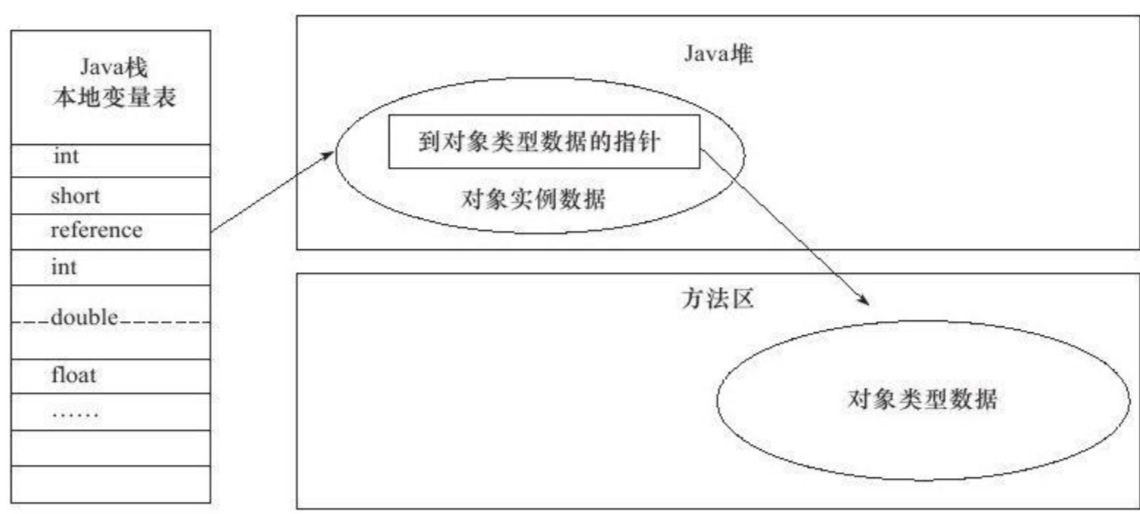 Java栈
本地变量表
int
short
reference
int
double
float
……
Java堆
到对象类型数据的指针
对象实例数据
方法区
对象类型数据